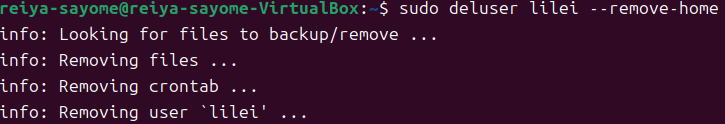 reiya-sayome@reiya-sayome-VirtualBox:~$ sudo deluser lilei --remove-home
info: Looking for files to backup/remove ...
info: Removing files ...
info: Removing crontab ...
info: Removing user `lilei' ...